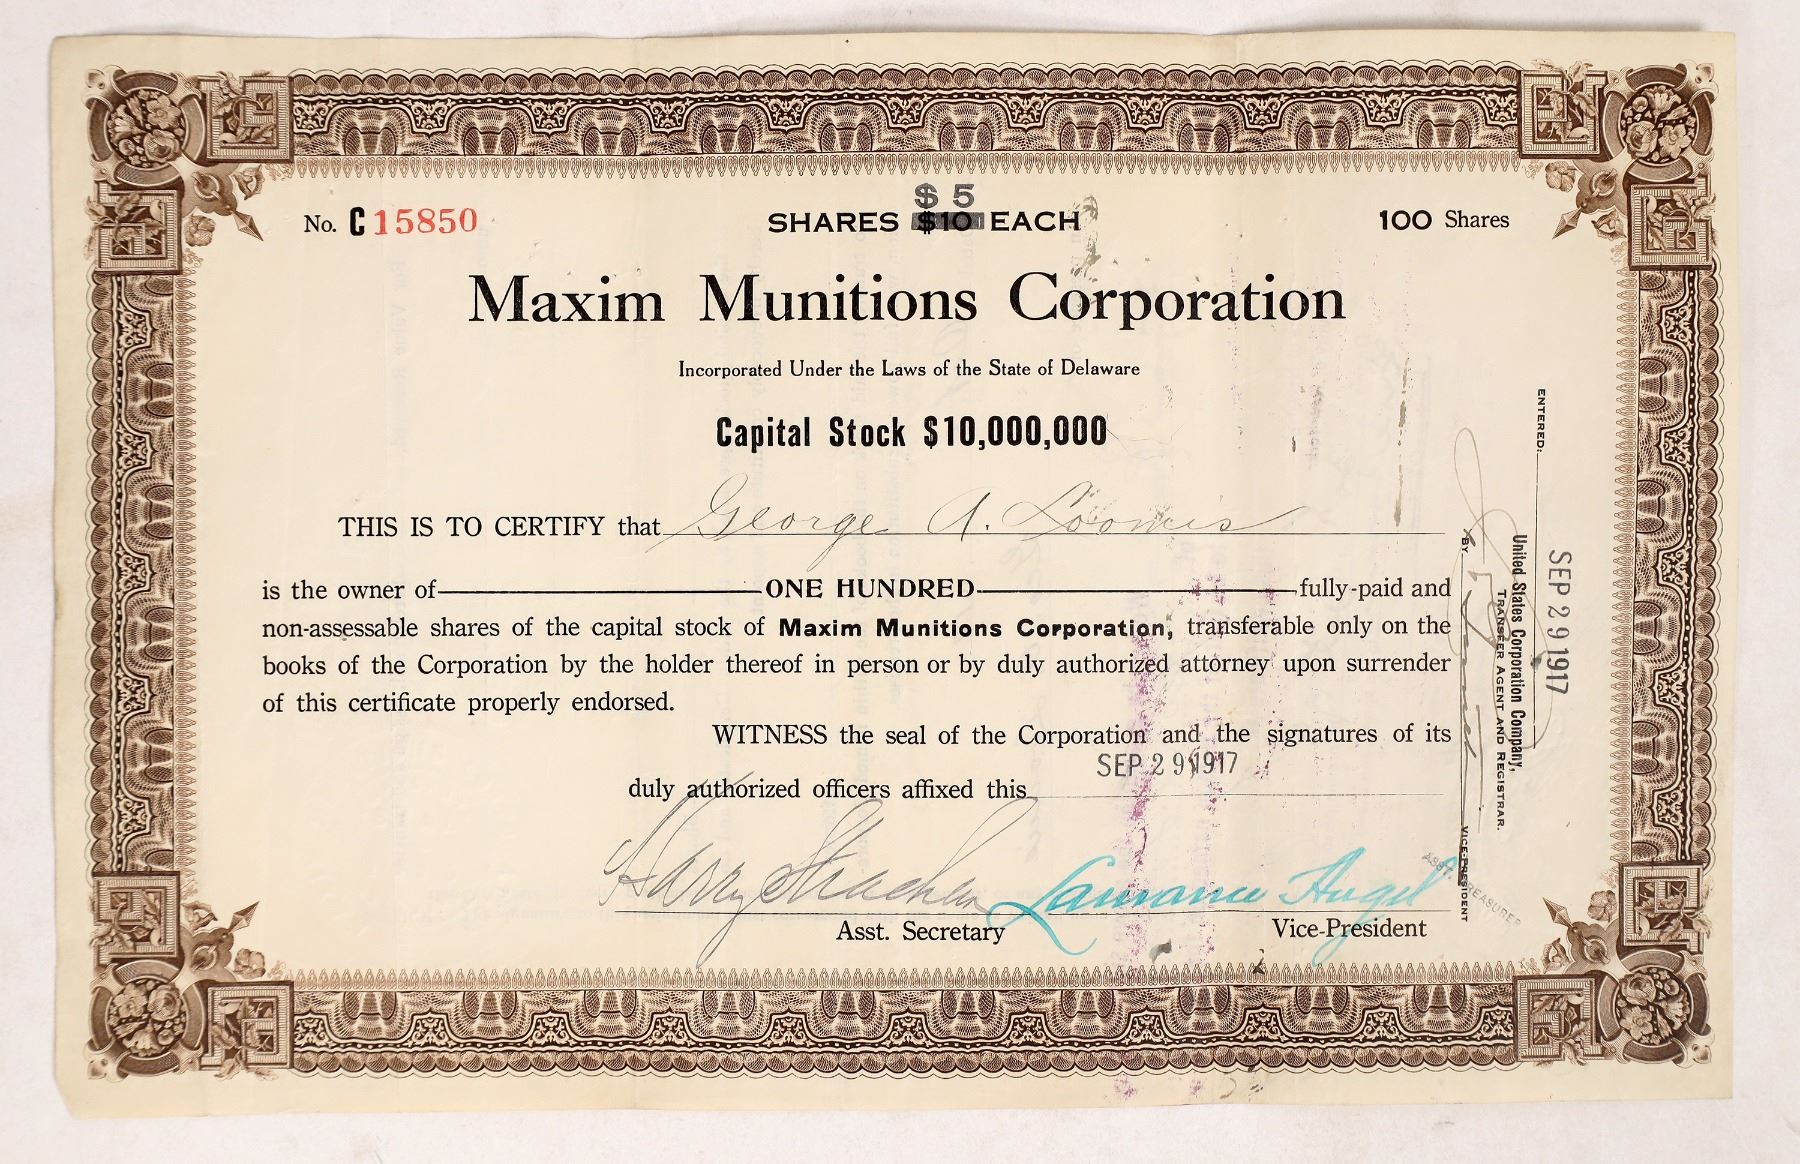 $5
No. C15850 SHARES $10 EACH 100 Shares
Maxim Munitions Corporation
Incorporated Under the Laws of the State of Delaware
Capital Stock $10,000,000
THIS IS TO CERTIFY that George A. Loomis
is the owner of ONE HUNDRED fully-paid and
non-assessable shares of the capital stock of Maxim Munitions Corporation, transferable only on the
books of the Corporation by the holder thereof in person or by duly authorized attorney upon surrender
of this certificate properly endorsed.
WITNESS the seal of the Corporation and the signatures of its
SEP 29 1917
duly authorized officers affixed this
Harry Strachan
Asst. Secretary Vice-President
ENTERED:
SEP 29 1917
United States Corporation Company,
TRANSFER AGENT AND REGISTRAR.
BY
VICE-PRESIDENT
ASST. TREASURER